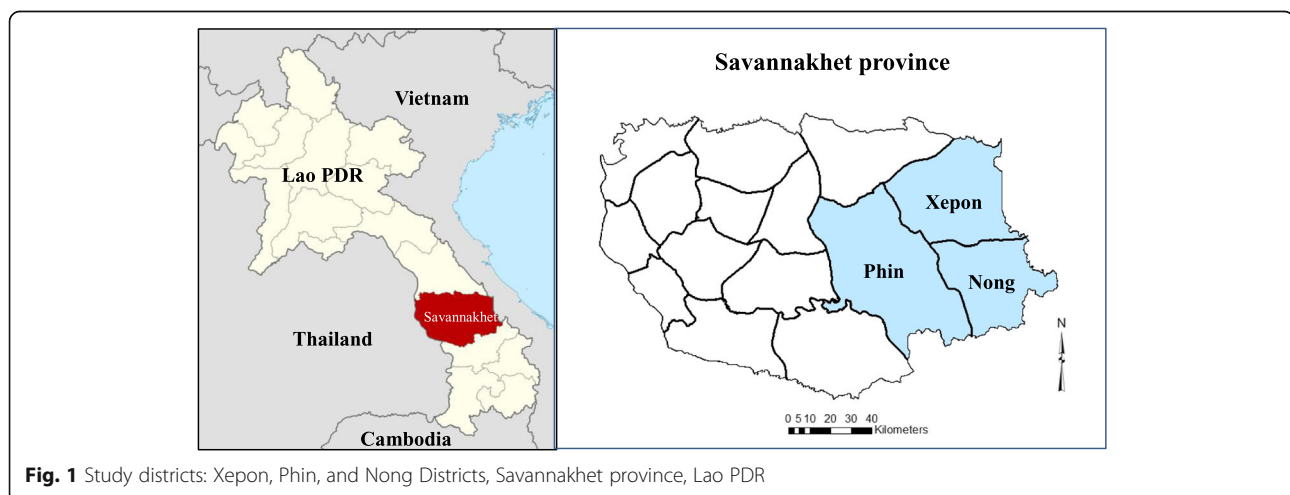 Vietnam
Lao PDR
Savannakhet
Thailand
Cambodia
Savannakhet province
Xepon
Phin
Nong
N
0 5 10 20 30 40
Kilometers
Fig. 1 Study districts: Xepon, Phin, and Nong Districts, Savannakhet province, Lao PDR